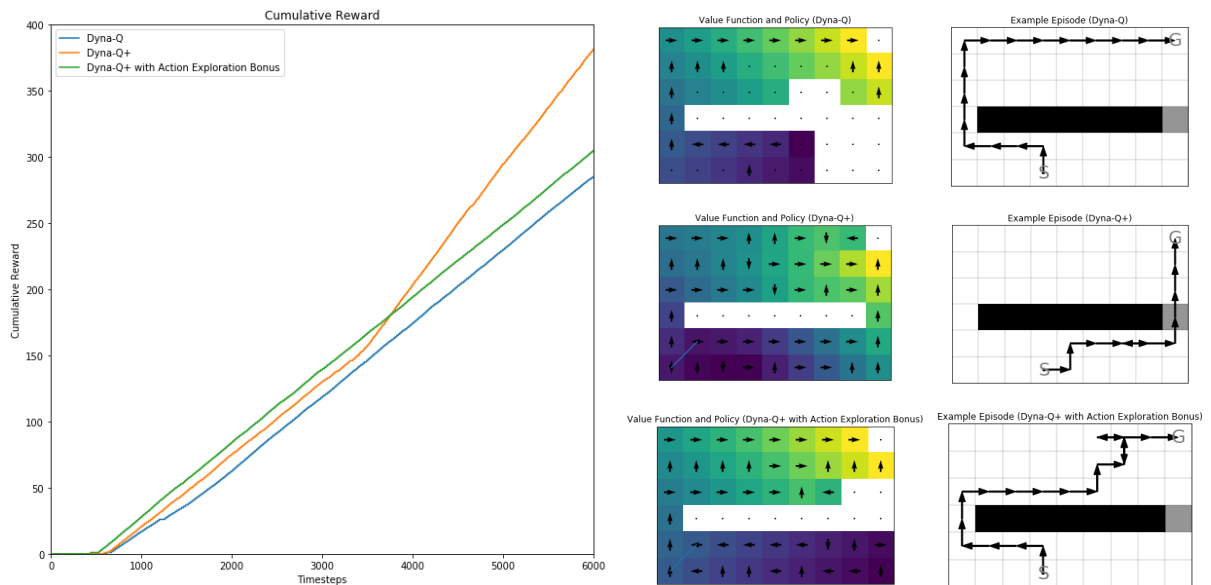 Cumulative Reward
400
350
300
250
200
150
100
50
0
Cumulative Reward
Dyna-Q
Dyna-Q+
Dyna-Q+ with Action Exploration Bonus
0 1000 2000 3000 4000 5000 6000
Timesteps
Value Function and Policy (Dyna-Q)
Example Episode (Dyna-Q)
G
S
Value Function and Policy (Dyna-Q+)
Example Episode (Dyna-Q+)
G
S
Value Function and Policy (Dyna-Q+ with Action Exploration Bonus)
Example Episode (Dyna-Q+ with Action Exploration Bonus)
G
S